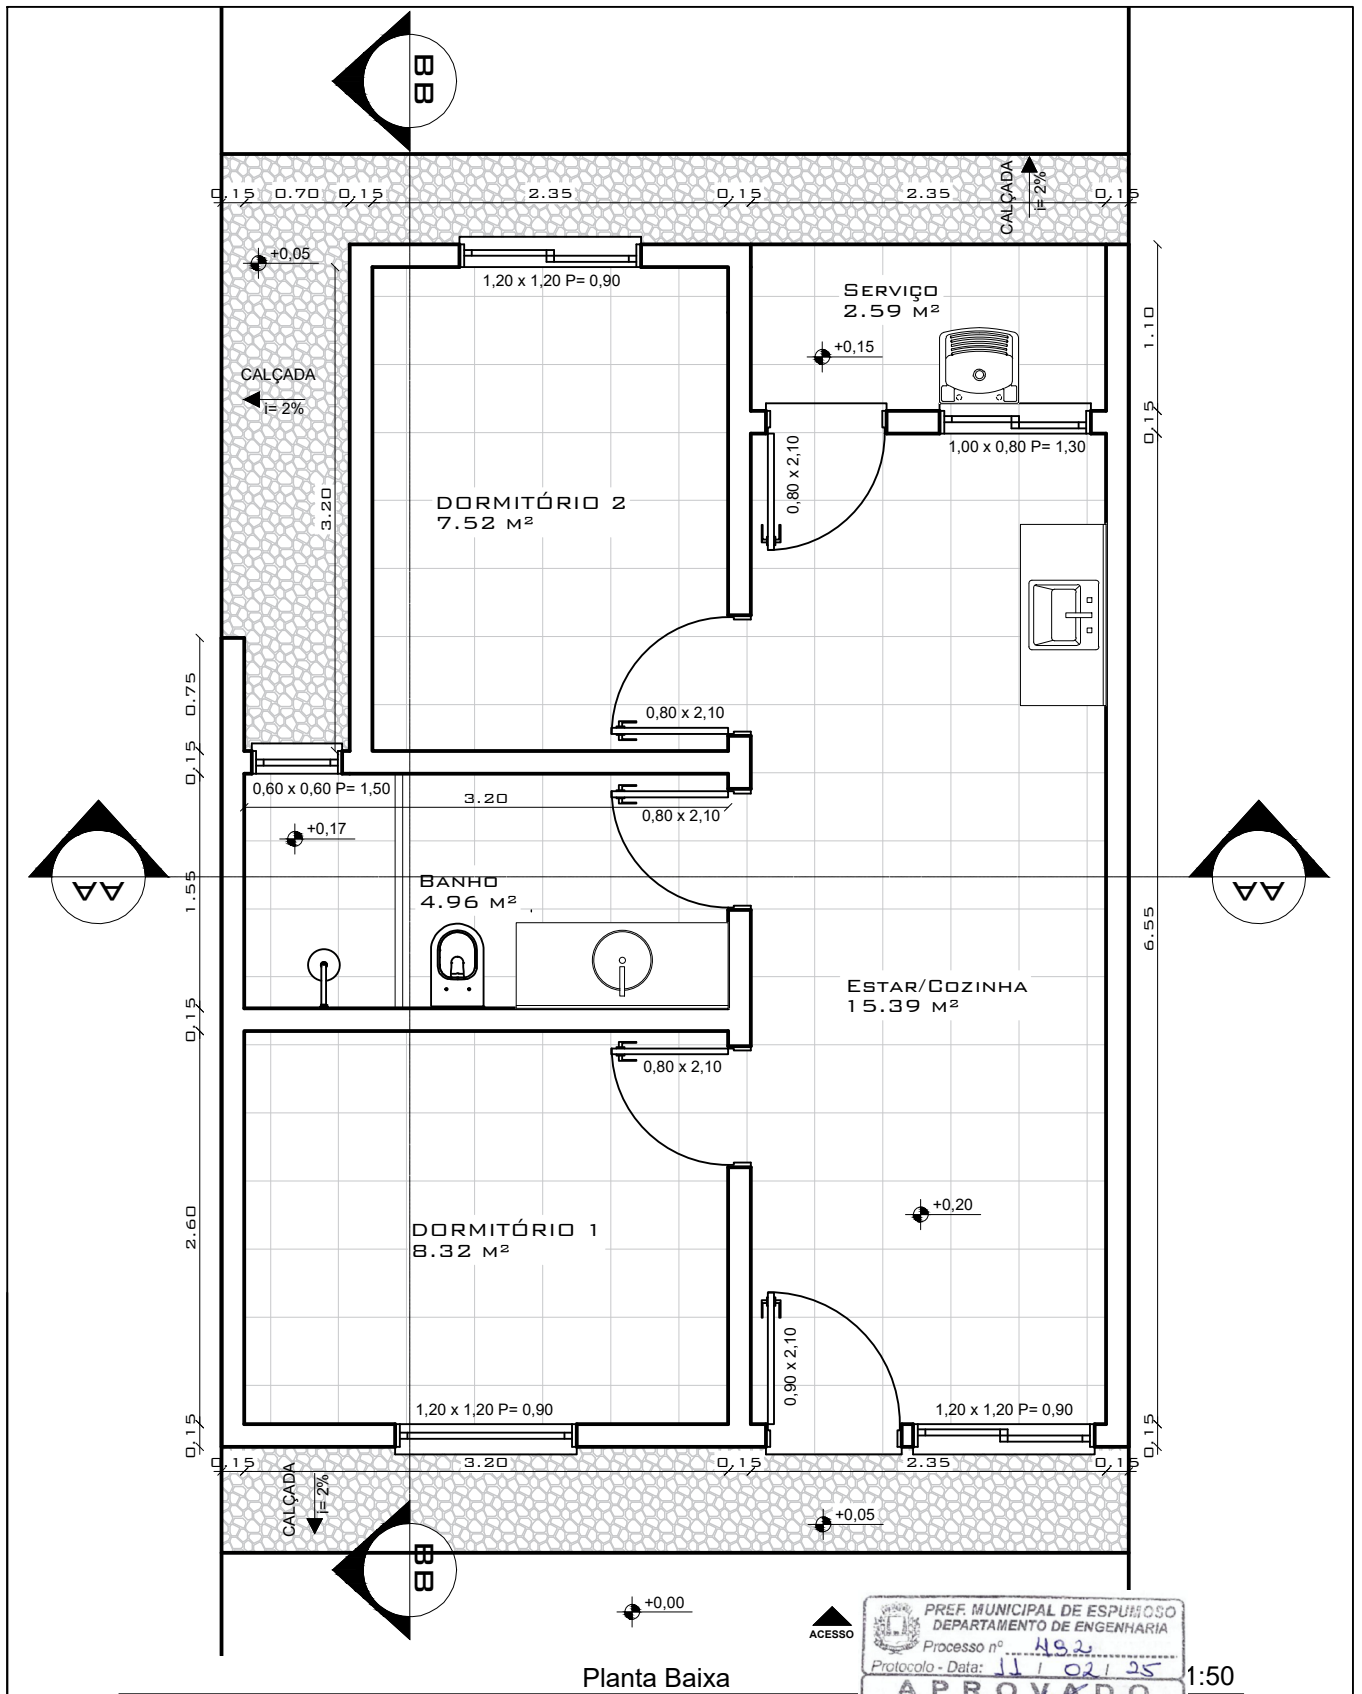 BB
0,15 0.70 0,15 2.35 0,15 2.35 0,15
CALÇADA
i= 2%
+0,05
1,20 x 1,20 P= 0,90
SERVIÇO
2.59 M²
+0,15
1.10
CALÇADA
i= 2%
0,15
1,00 x 0,80 P= 1,30
0,80 x 2,10
3.20
DORMITÓRIO 2
7.52 M²
0.75
0,80 x 2,10
0,15
0,60 x 0,60 P= 1,50
3.20
0,80 x 2,10
+0,17
AA
AA
1.55
BANHO
4.96 M²
6.55
ESTAR/COZINHA
15.39 M²
0,15
0,80 x 2,10
+0,20
2.60
DORMITÓRIO 1
8.32 M²
0,90 x 2,10
1,20 x 1,20 P= 0,90
1,20 x 1,20 P= 0,90
0,15
0,15
0,15 3.20 0,15 2.35 0,15
CALÇADA
i= 2%
+0,05
BB
+0,00
ACESSO
PREF. MUNICIPAL DE ESPUMOSO
DEPARTAMENTO DE ENGENHARIA
Processo nº 492
Protocolo - Data: 11 / 02 / 25
APROVADO
Planta Baixa
1:50